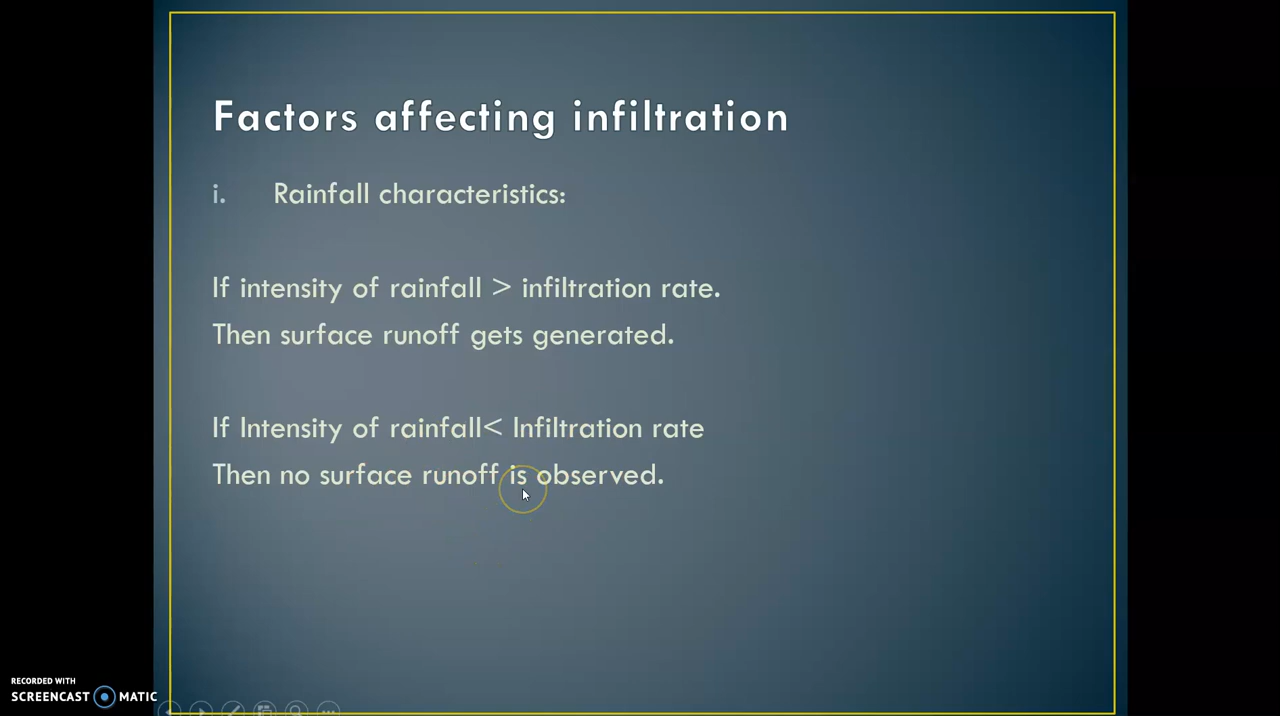 Factors affecting infiltration
i. Rainfall characteristics:
If intensity of rainfall > infiltration rate.
Then surface runoff gets generated.
If Intensity of rainfall< Infiltration rate
Then no surface runoff is observed.
RECORDED WITH
SCREENCAST MATIC